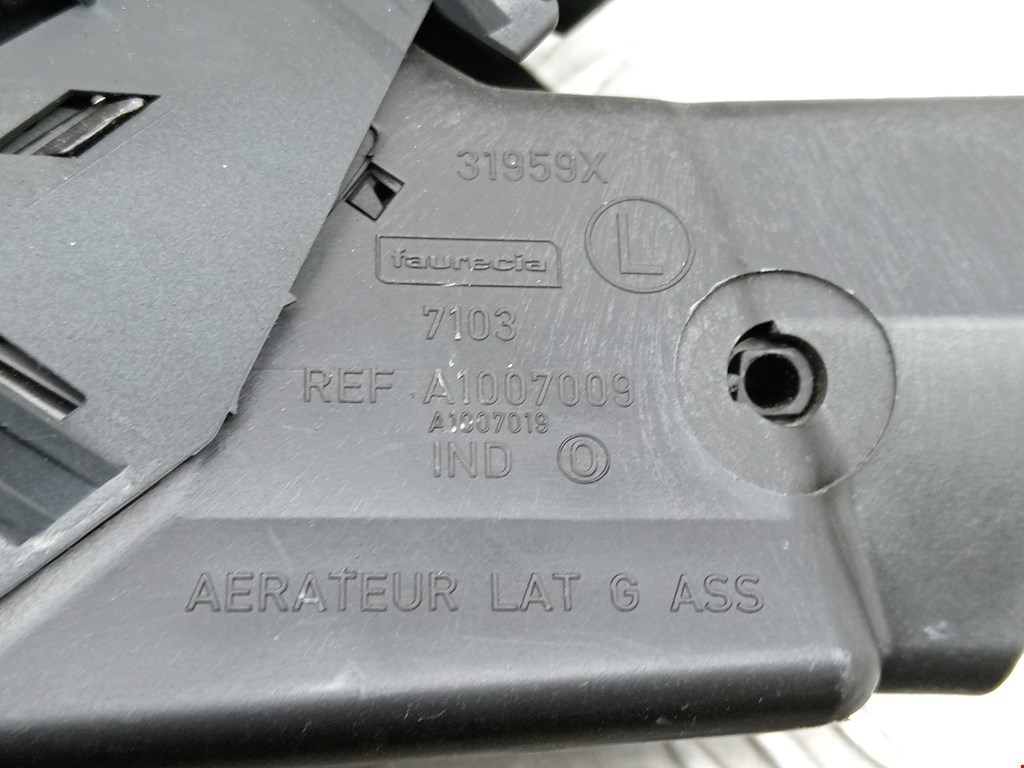 31959X
L
faurecia
7103
REF A1007009
A1007019
IND 0
AERATEUR LAT G ASS